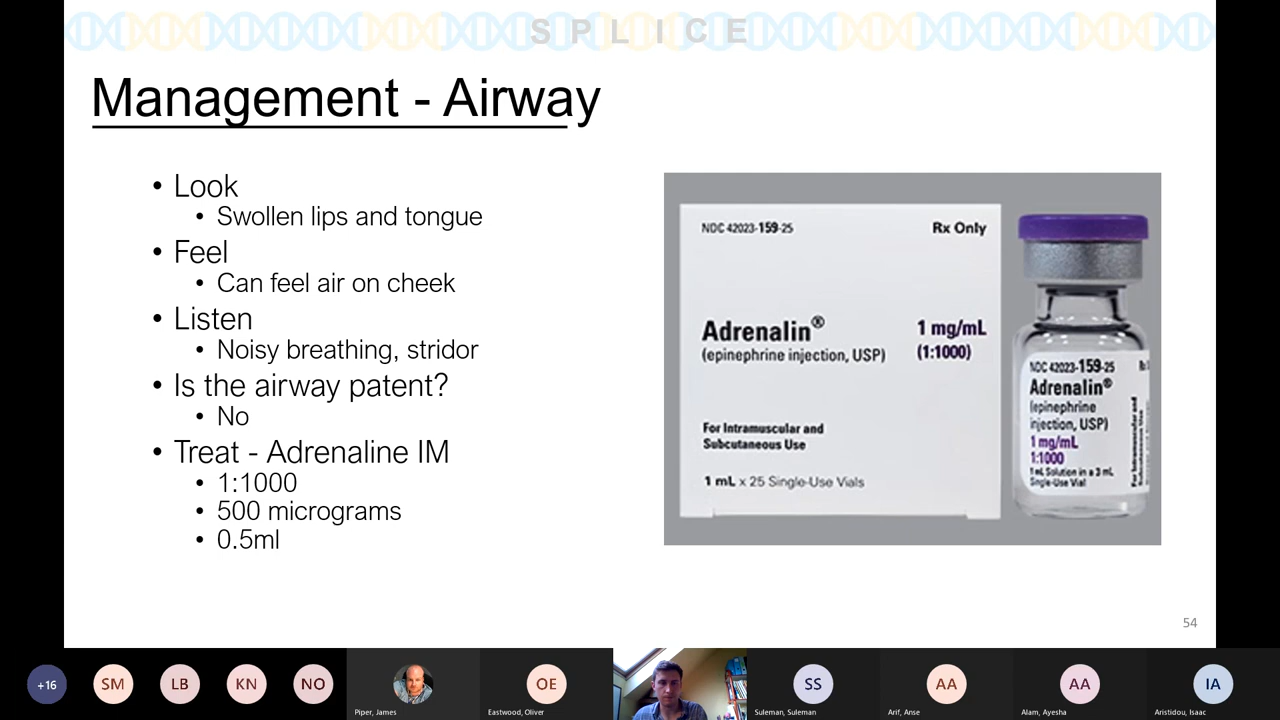 SPLICE
Management - Airway
• Look
• Swollen lips and tongue
• Feel
• Can feel air on cheek
• Listen
• Noisy breathing, stridor
• Is the airway patent?
• No
• Treat - Adrenaline IM
• 1:1000
• 500 micrograms
• 0.5ml
NDC 42023-159-25
Rx Only
Adrenalin®
(epinephrine injection, USP)
1 mg/mL
(1:1000)
For Intramuscular and
Subcutaneous Use
1 mL x 25 Single-Use Vials
NDC 42023-159-25
Adrenalin®
(epinephrine
injection, USP)
1 mg/mL
1:1000
1 mL Solution in a 3 mL
Single-Use Vial
For Intramuscular and
Subcutaneous Use
54
+16
SM
LB
KN
NO
Piper, James
OE
Eastwood, Oliver
SS
Suleman, Suleman
AA
Arif, Anse
AA
Alam, Ayesha
IA
Aristidou, Isaac